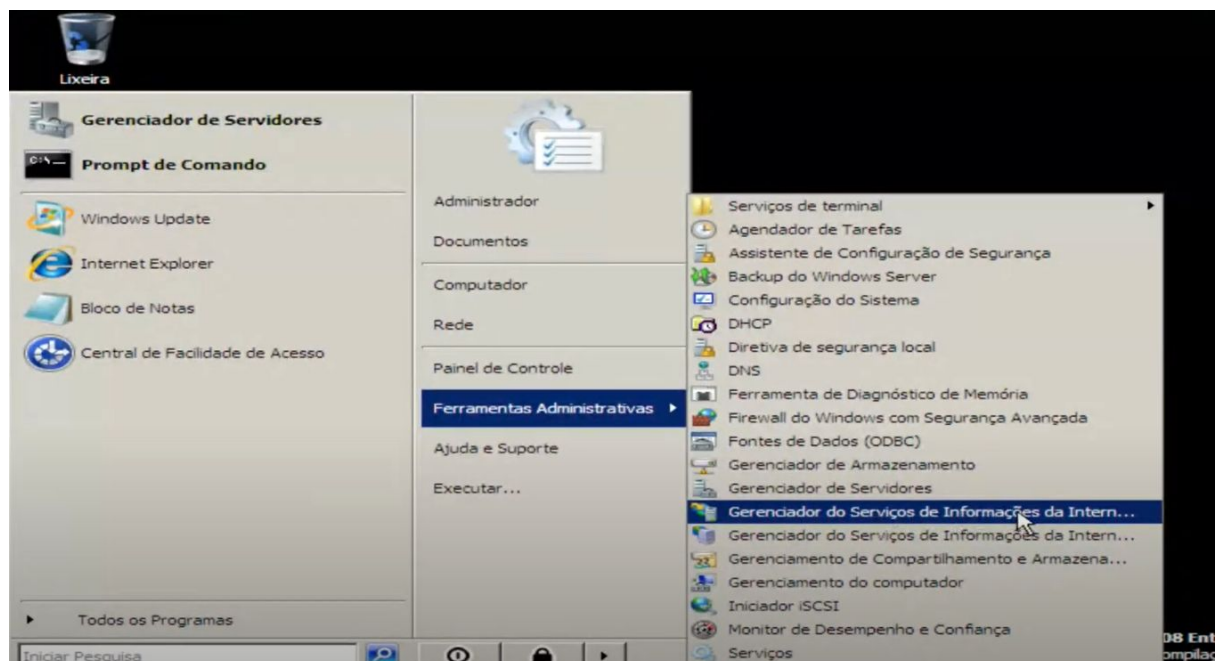 Lixeira
Gerenciador de Servidores
Prompt de Comando
Windows Update
Internet Explorer
Bloco de Notas
Central de Facilidade de Acesso
Todos os Programas
Iniciar Pesquisa
Administrador
Documentos
Computador
Rede
Painel de Controle
Ferramentas Administrativas
Ajuda e Suporte
Executar...
Serviços de terminal
Agendador de Tarefas
Assistente de Configuração de Segurança
Backup do Windows Server
Configuração do Sistema
DHCP
Diretiva de segurança local
DNS
Ferramenta de Diagnóstico de Memória
Firewall do Windows com Segurança Avançada
Fontes de Dados (ODBC)
Gerenciador de Armazenamento
Gerenciador de Servidores
Gerenciador do Serviços de Informações da Intern...
Gerenciador do Serviços de Informações da Intern...
Gerenciamento de Compartilhamento e Armazena...
Gerenciamento do computador
Iniciador iSCSI
Monitor de Desempenho e Confiança
Serviços
08 Ent
ompilaç